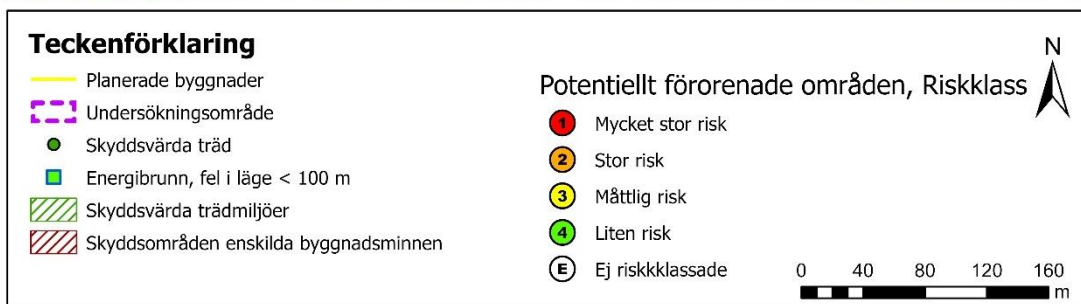 Teckenförklaring
Planerade byggnader
Undersökningsområde
Skyddsvärda träd
Energibrunn, fel i läge < 100 m
Skyddsvärda trädmiljöer
Skyddsområden enskilda byggnadsminnen
Potentiellt förorenade områden, Riskklass
1 Mycket stor risk
2 Stor risk
3 Måttlig risk
4 Liten risk
E Ej riskkklassade
N
0 40 80 120 160
m